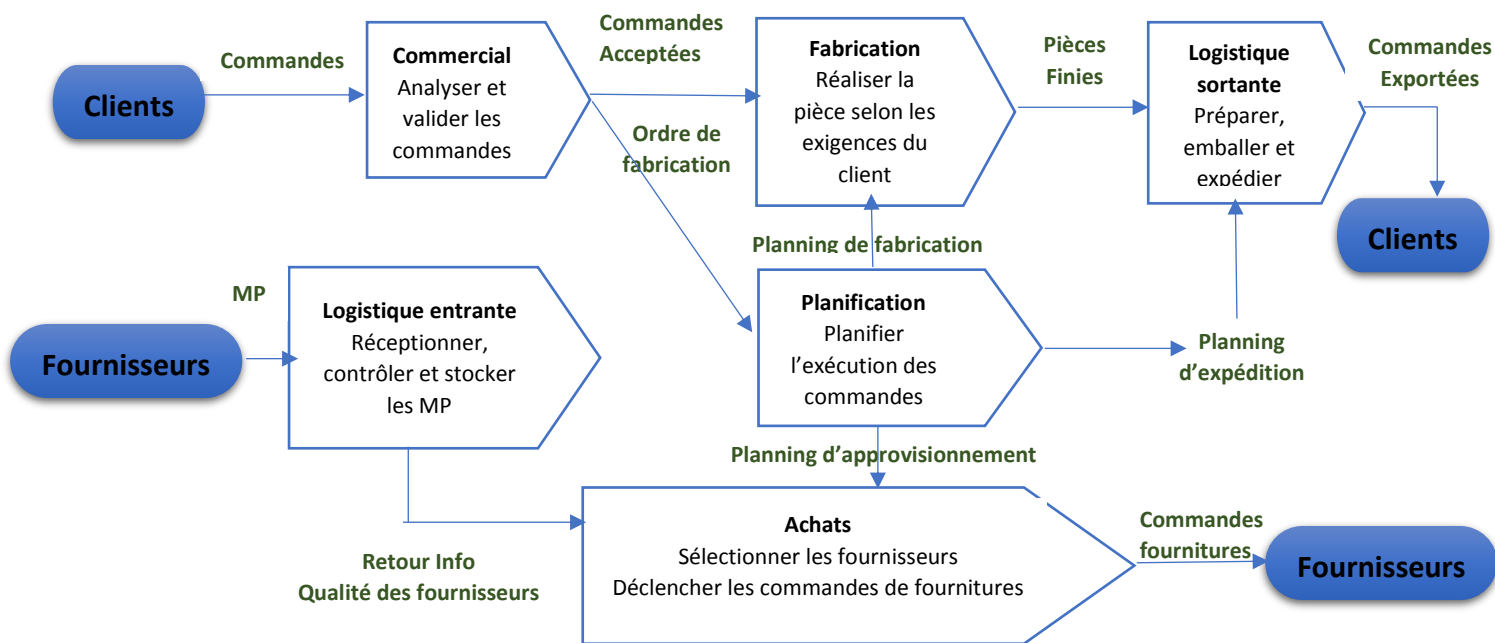 Clients
Commandes
Commercial
Analyser et
valider les
commandes
Commandes
Acceptées
Ordre de
fabrication
Fabrication
Réaliser la
pièce selon les
exigences du
client
Pièces
Finies
Logistique
sortante
Préparer,
emballer et
expédier
Commandes
Exportées
Clients
Planning de fabrication
Fournisseurs
MP
Logistique entrante
Réceptionner,
contrôler et stocker
les MP
Planification
Planifier
l’exécution des
commandes
Planning
d’expédition
Planning d’approvisionnement
Retour Info
Qualité des fournisseurs
Achats
Sélectionner les fournisseurs
Déclencher les commandes de fournitures
Commandes
fournitures
Fournisseurs